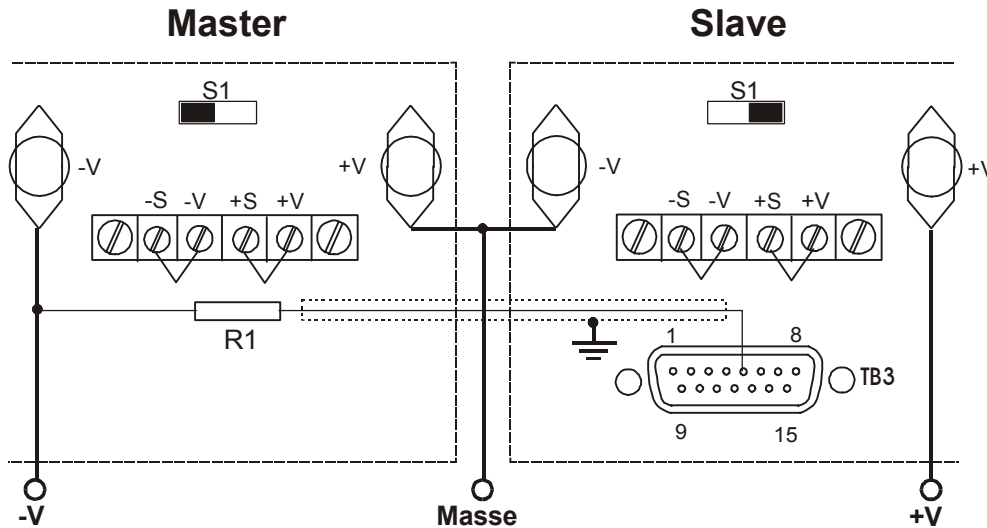 Master Slave
S1 S1
-V +V -V +V
-S -V +S +V -S -V +S +V
R1
1 8
TB3
9 15
-V Masse +V